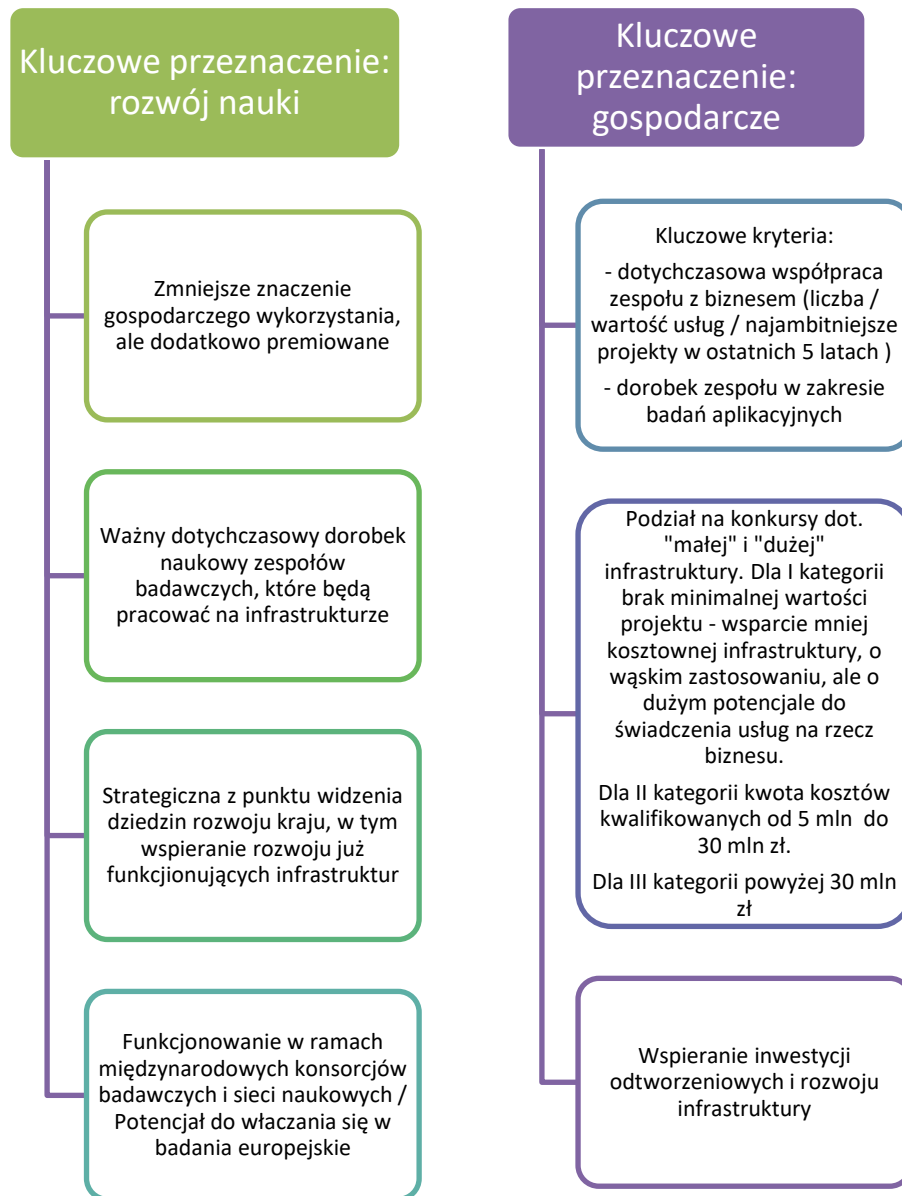 Kluczowe przeznaczenie:
rozwój nauki
Zmniejsze znaczenie
gospodarczego wykorzystania,
ale dodatkowo premiowane
Ważny dotychczasowy dorobek
naukowy zespołów
badawczych, które będą
pracować na infrastrukturze
Strategiczna z punktu widzenia
dziedzin rozwoju kraju, w tym
wspieranie rozwoju już
funkcjionujących infrastruktur
Funkcjonowanie w ramach
międzynarodowych konsorcjów
badawczych i sieci naukowych /
Potencjał do właczania się w
badania europejskie
Kluczowe
przeznaczenie:
gospodarcze
Kluczowe kryteria:
- dotychczasowa współpraca
zespołu z biznesem (liczba /
wartość usług / najambitniejsze
projekty w ostatnich 5 latach )
- dorobek zespołu w zakresie
badań aplikacyjnych
Podział na konkursy dot.
"małej" i "dużej"
infrastruktury. Dla I kategorii
brak minimalnej wartości
projektu - wsparcie mniej
kosztownej infrastruktury, o
wąskim zastosowaniu, ale o
dużym potencjale do
świadczenia usług na rzecz
biznesu.
Dla II kategorii kwota kosztów
kwalifikowanych od 5 mln do
30 mln zł.
Dla III kategorii powyżej 30 mln
zł
Wspieranie inwestycji
odtworzeniowych i rozwoju
infrastruktury